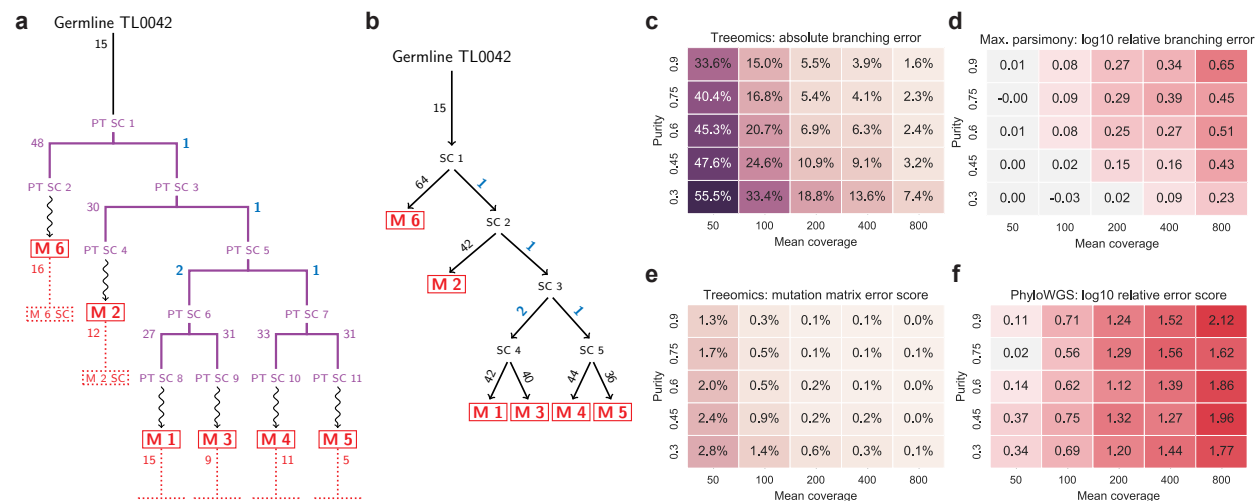 a
Germline TL0042
15
PT SC 1
48
1
PT SC 2
PT SC 3
30
1
M 6
PT SC 4
PT SC 5
16
2
1
M 6 SC
M 2
PT SC 6
PT SC 7
12
27
31
33
31
M 2 SC
PT SC 8
PT SC 9
PT SC 10
PT SC 11
M 1
M 3
M 4
M 5
15
9
11
5
b
Germline TL0042
15
SC 1
64
1
M 6
SC 2
42
1
M 2
SC 3
2
1
SC 4
SC 5
42
40
44
36
M 1
M 3
M 4
M 5
c
Treeomics: absolute branching error
Purity
0.9 33.6% 15.0% 5.5% 3.9% 1.6%
0.75 40.4% 16.8% 5.4% 4.1% 2.3%
0.6 45.3% 20.7% 6.9% 6.3% 2.4%
0.45 47.6% 24.6% 10.9% 9.1% 3.2%
0.3 55.5% 33.4% 18.8% 13.6% 7.4%
50 100 200 400 800
Mean coverage
d
Max. parsimony: log10 relative branching error
Purity
0.9 0.01 0.08 0.27 0.34 0.65
0.75 -0.00 0.09 0.29 0.39 0.45
0.6 0.01 0.08 0.25 0.27 0.51
0.45 0.00 0.02 0.15 0.16 0.43
0.3 0.00 -0.03 0.02 0.09 0.23
50 100 200 400 800
Mean coverage
e
Treeomics: mutation matrix error score
Purity
0.9 1.3% 0.3% 0.1% 0.1% 0.0%
0.75 1.7% 0.5% 0.1% 0.1% 0.1%
0.6 2.0% 0.5% 0.2% 0.1% 0.0%
0.45 2.4% 0.9% 0.2% 0.2% 0.0%
0.3 2.8% 1.4% 0.6% 0.3% 0.1%
50 100 200 400 800
Mean coverage
f
PhyloWGS: log10 relative error score
Purity
0.9 0.11 0.71 1.24 1.52 2.12
0.75 0.02 0.56 1.29 1.56 1.62
0.6 0.14 0.62 1.12 1.39 1.86
0.45 0.37 0.75 1.32 1.27 1.96
0.3 0.34 0.69 1.20 1.44 1.77
50 100 200 400 800
Mean coverage